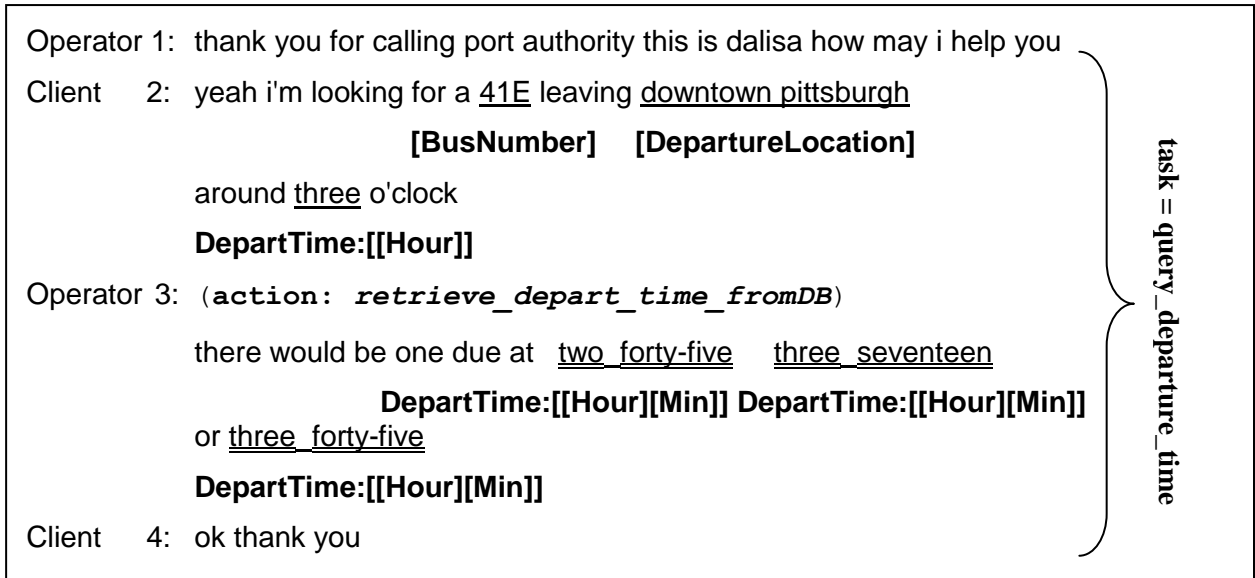 Operator 1: thank you for calling port authority this is dalisa how may i help you
Client 2: yeah i'm looking for a 41E leaving downtown pittsburgh
[BusNumber] [DepartureLocation]
around three o'clock
DepartTime:[[Hour]]
Operator 3: (action: retrieve_depart_time_fromDB)
there would be one due at two_forty-five three_seventeen
DepartTime:[[Hour][Min]] DepartTime:[[Hour][Min]]
or three_forty-five
DepartTime:[[Hour][Min]]
Client 4: ok thank you
task = query_departure_time